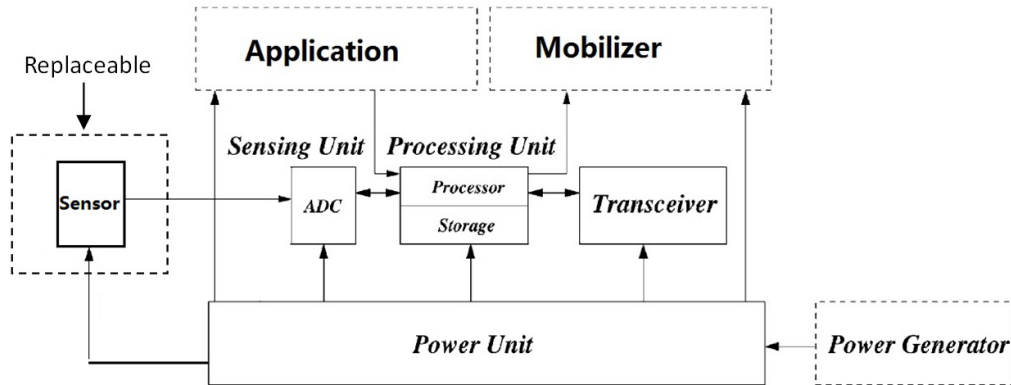 Application
Mobilizer
Replaceable
Sensing Unit
Processing Unit
Sensor
ADC
Processor
Storage
Transceiver
Power Unit
Power Generator